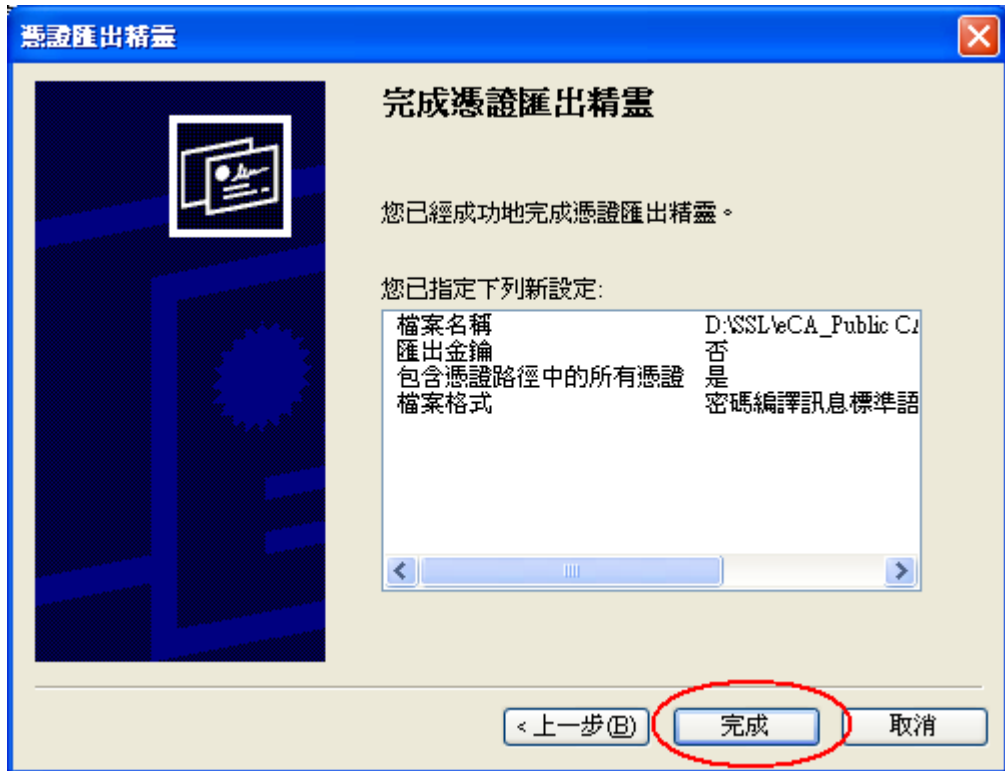 憑證匯出精靈
完成憑證匯出精靈
您已經成功地完成憑證匯出精靈。
您已指定下列新設定:
檔案名稱 D:\SSL\eCA_Public CA
匯出金鑰 否
包含憑證路徑中的所有憑證 是
檔案格式 密碼編譯訊息標準語
<上一步(B) 完成 取消